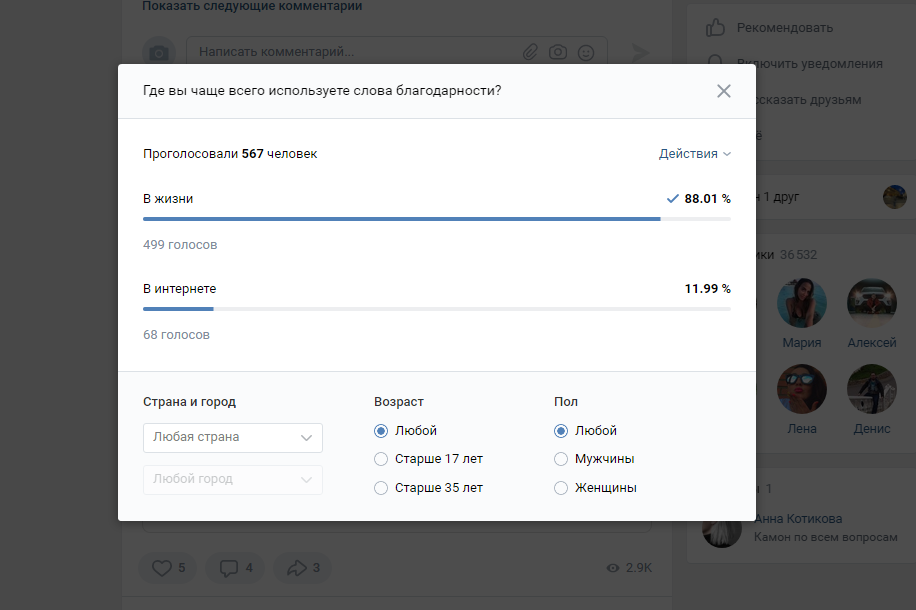 Показать следующие комментарии
Написать комментарий...
Рекомендовать
Включить уведомления
Где вы чаще всего используете слова благодарности?
Проголосовали 567 человек
Действия
В жизни
88.01 %
499 голосов
В интернете
11.99 %
68 голосов
1 друг
36 532
Мария
Алексей
Лена
Денис
Страна и город
Любая страна
Любой город
Возраст
Любой
Старше 17 лет
Старше 35 лет
Пол
Любой
Мужчины
Женщины
1
Анна Котикова
Камон по всем вопросам
5
4
3
2.9K